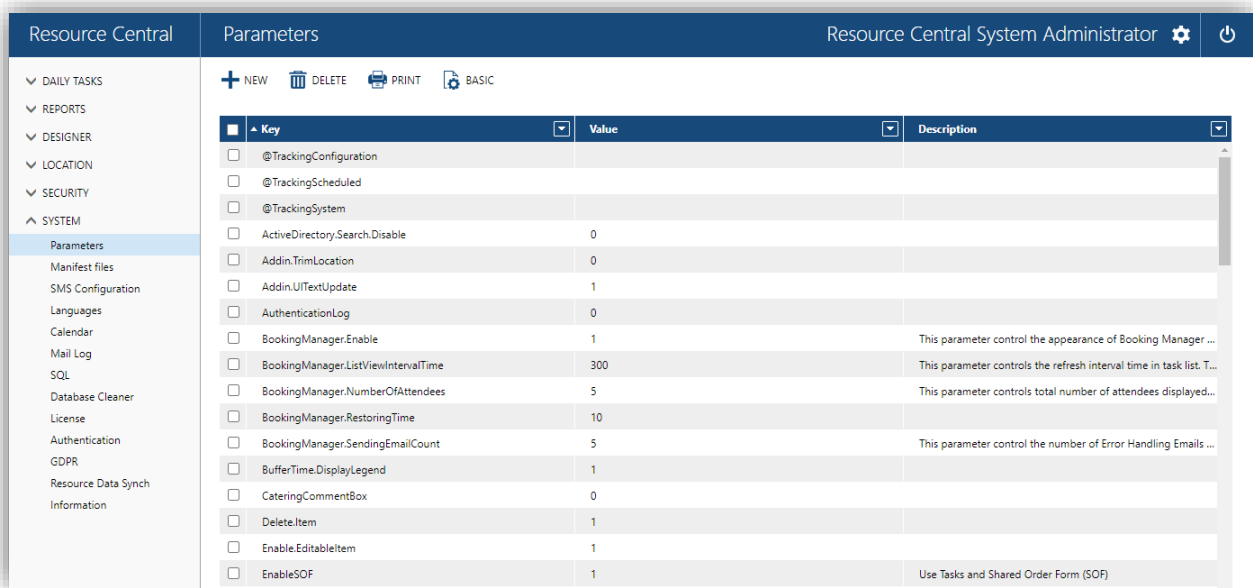 Resource Central
Parameters
Resource Central System Administrator
DAILY TASKS
REPORTS
DESIGNER
LOCATION
SECURITY
SYSTEM
Parameters
Manifest files
SMS Configuration
Languages
Calendar
Mail Log
SQL
Database Cleaner
License
Authentication
GDPR
Resource Data Synch
Information
NEW DELETE PRINT BASIC
Key Value Description
@TrackingConfiguration
@TrackingScheduled
@TrackingSystem
ActiveDirectory.Search.Disable 0
Addin.TrimLocation 0
Addin.UITextUpdate 1
AuthenticationLog 0
BookingManager.Enable 1 This parameter control the appearance of Booking Manager ...
BookingManager.ListViewIntervalTime 300 This parameter controls the refresh interval time in task list. T...
BookingManager.NumberOfAttendees 5 This parameter controls total number of attendees displayed...
BookingManager.RestoringTime 10
BookingManager.SendingEmailCount 5 This parameter control the number of Error Handling Emails ...
BufferTime.DisplayLegend 1
CateringCommentBox 0
Delete.Item 1
Enable.EditableItem 1
EnableSOF 1 Use Tasks and Shared Order Form (SOF)